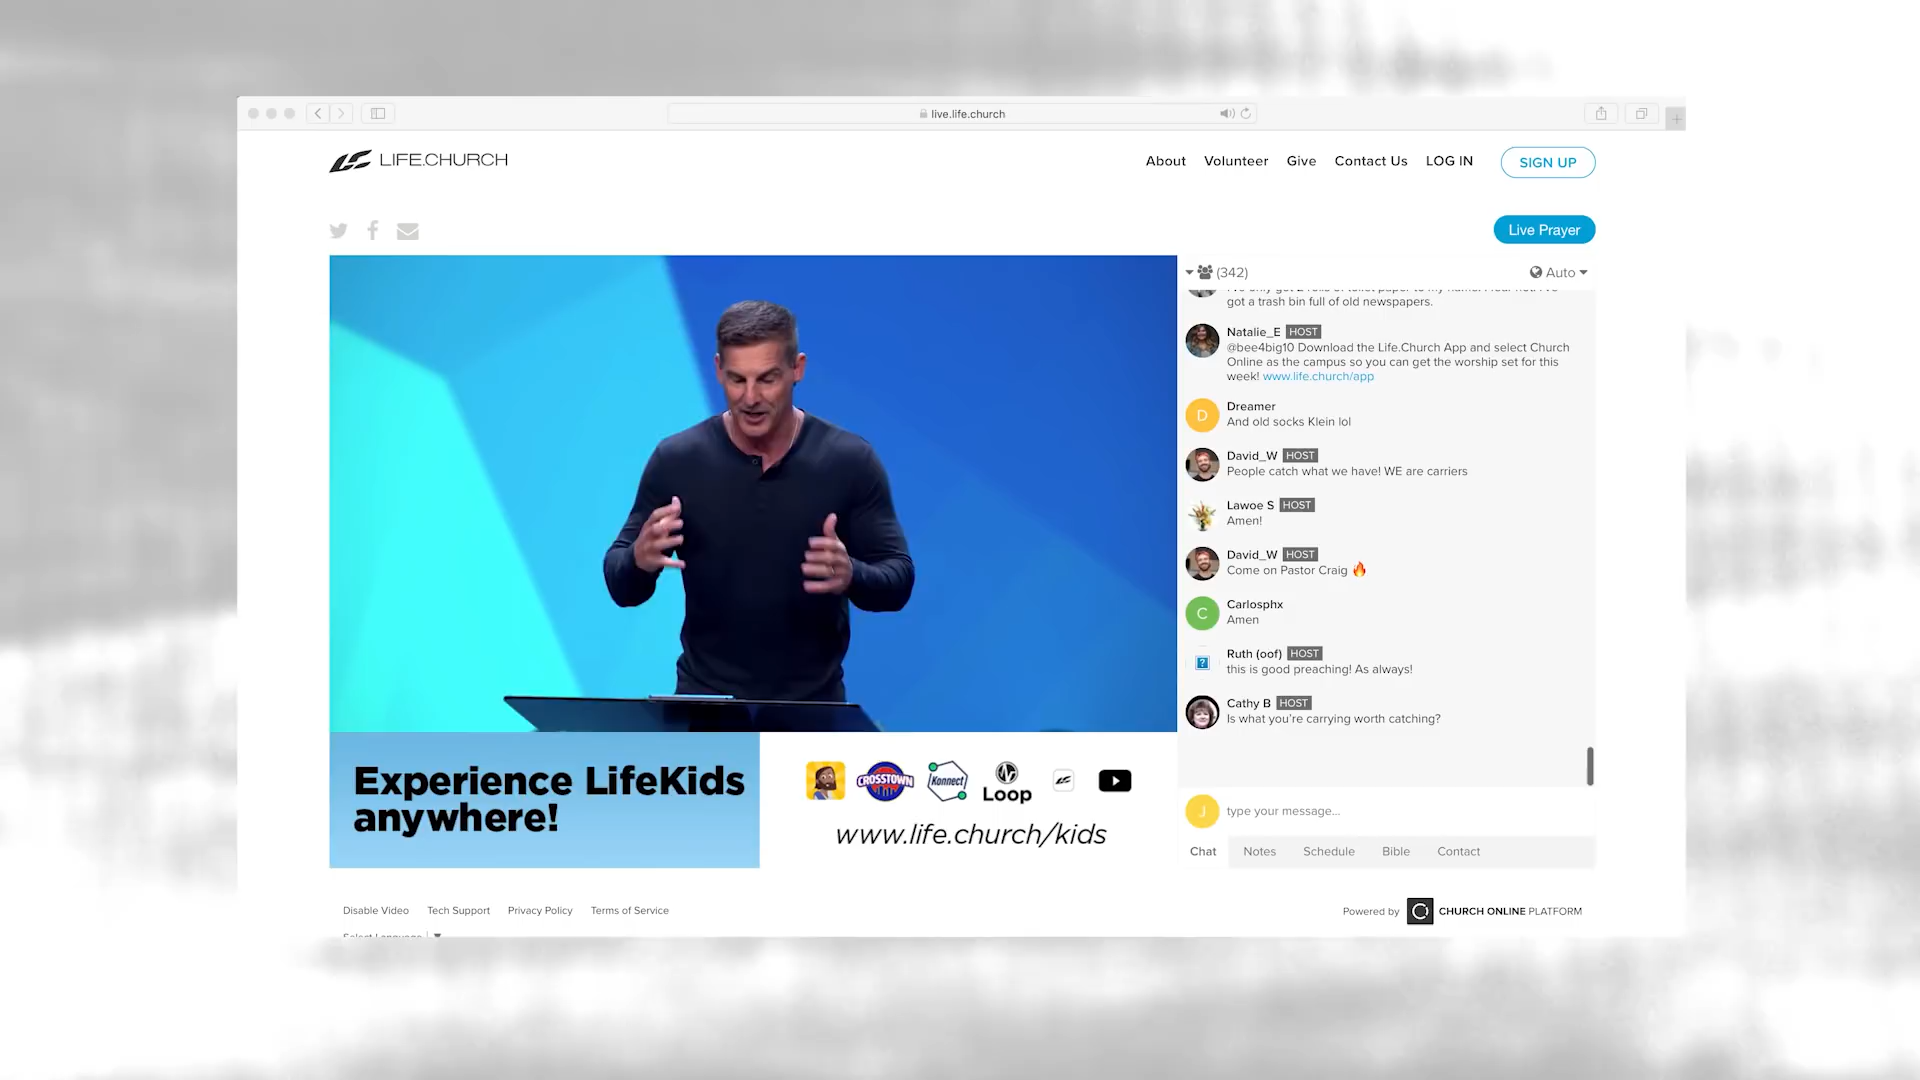 live.life.church
LIFE.CHURCH
About Volunteer Give Contact Us LOG IN SIGN UP
Live Prayer
(342) Auto
got a trash bin full of old newspapers.
Natalie_E HOST
@bee4big10 Download the Life.Church App and select Church
Online as the campus so you can get the worship set for this
week! www.life.church/app
D
Dreamer
And old socks Klein lol
David_W HOST
People catch what we have! WE are carriers
Lawoe S HOST
Amen!
David_W HOST
Come on Pastor Craig 🔥
C
Carlosphx
Amen
Ruth (oof) HOST
this is good preaching! As always!
Cathy B HOST
Is what you're carrying worth catching?
J
type your message...
Chat Notes Schedule Bible Contact
Experience LifeKids
anywhere!
CROSSTOWN
Konnect
Loop
www.life.church/kids
Disable Video Tech Support Privacy Policy Terms of Service
Select Language
Powered by CHURCH ONLINE PLATFORM